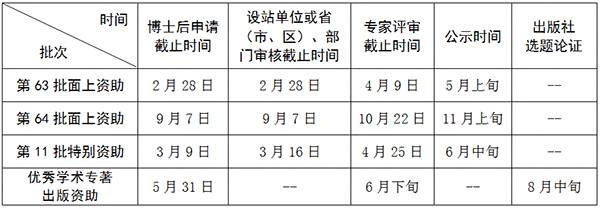 时间
批次
博士后申请
截止时间
设站单位或省
（市、区）、部
门审核截止时间
专家评审
截止时间
公示时间
出版社
选题论证
第 63 批面上资助 2 月 28 日 2 月 28 日 4 月 9 日 5 月上旬 --
第 64 批面上资助 9 月 7 日 9 月 7 日 10 月 22 日 11 月上旬 --
第 11 批特别资助 3 月 9 日 3 月 16 日 4 月 25 日 6 月中旬 --
优秀学术专著
出版资助
5 月 31 日 -- 6 月下旬 8 月中旬